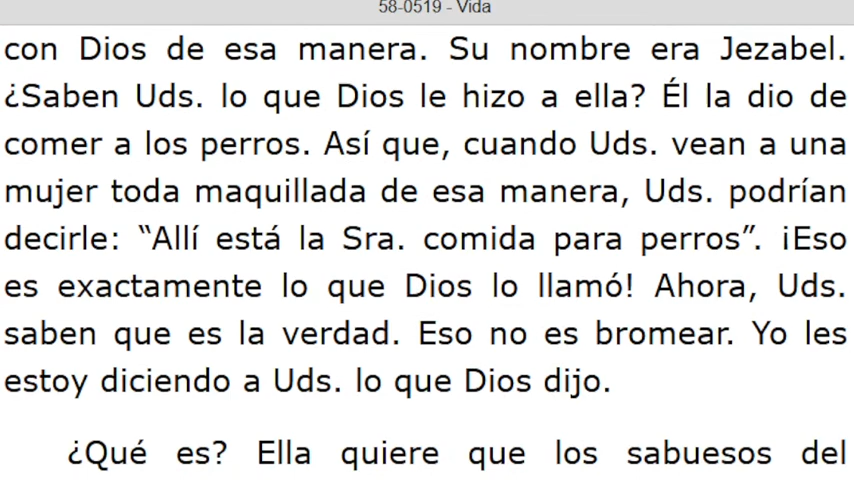 58-0519 - Vida
con Dios de esa manera. Su nombre era Jezabel.
¿Saben Uds. lo que Dios le hizo a ella? Él la dio de
comer a los perros. Así que, cuando Uds. vean a una
mujer toda maquillada de esa manera, Uds. podrían
decirle: “Allí está la Sra. comida para perros”. ¡Eso
es exactamente lo que Dios lo llamó! Ahora, Uds.
saben que es la verdad. Eso no es bromear. Yo les
estoy diciendo a Uds. lo que Dios dijo.
¿Qué es? Ella quiere que los sabuesos del